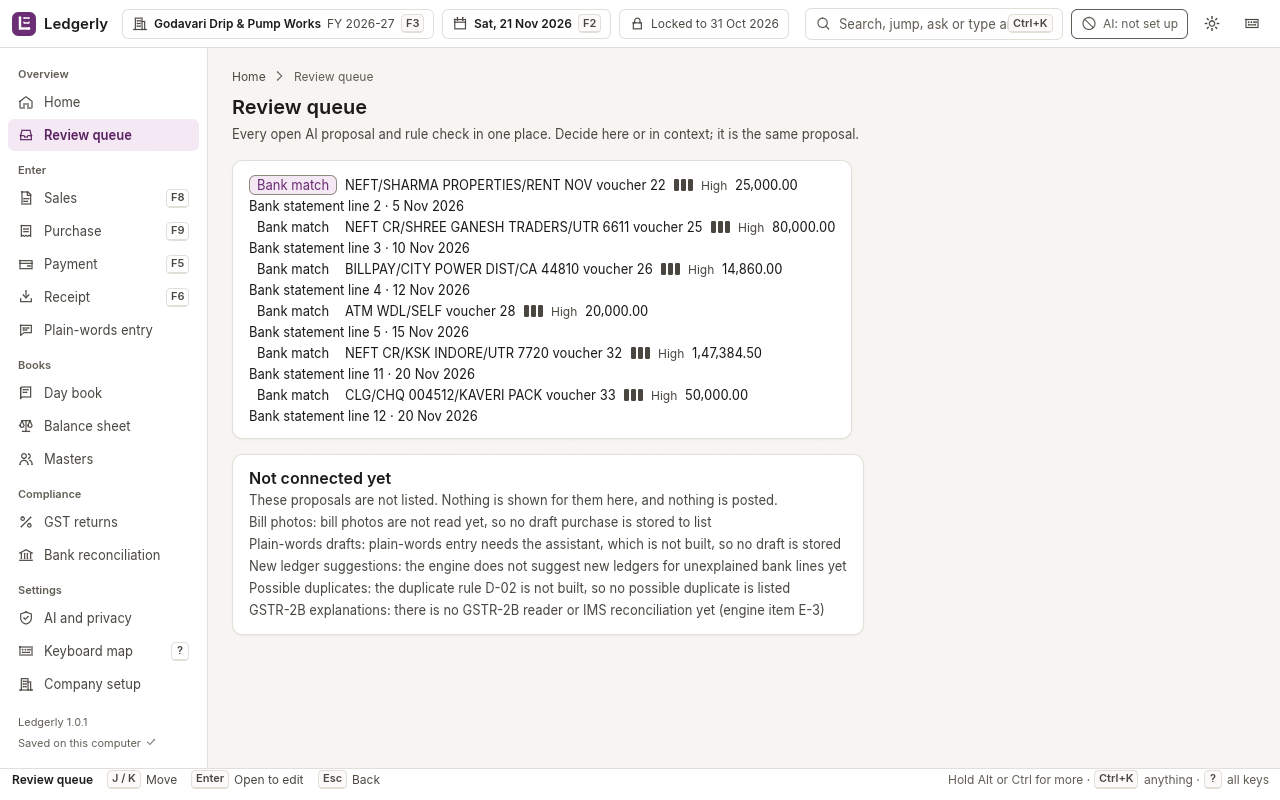 Ledgerly
Godavari Drip & Pump Works FY 2026-27 F3
Sat, 21 Nov 2026 F2
Locked to 31 Oct 2026
Search, jump, ask or type a Ctrl+K
AI: not set up
Overview
Home
Review queue
Enter
Sales F8
Purchase F9
Payment F5
Receipt F6
Plain-words entry
Books
Day book
Balance sheet
Masters
Compliance
GST returns
Bank reconciliation
Settings
AI and privacy
Keyboard map ?
Company setup
Ledgerly 1.0.1
Saved on this computer
Home Review queue
Review queue
Every open AI proposal and rule check in one place. Decide here or in context; it is the same proposal.
Bank match NEFT/SHARMA PROPERTIES/RENT NOV voucher 22 High 25,000.00
Bank statement line 2 · 5 Nov 2026
Bank match NEFT CR/SHREE GANESH TRADERS/UTR 6611 voucher 25 High 80,000.00
Bank statement line 3 · 10 Nov 2026
Bank match BILLPAY/CITY POWER DIST/CA 44810 voucher 26 High 14,860.00
Bank statement line 4 · 12 Nov 2026
Bank match ATM WDL/SELF voucher 28 High 20,000.00
Bank statement line 5 · 15 Nov 2026
Bank match NEFT CR/KSK INDORE/UTR 7720 voucher 32 High 1,47,384.50
Bank statement line 11 · 20 Nov 2026
Bank match CLG/CHQ 004512/KAVERI PACK voucher 33 High 50,000.00
Bank statement line 12 · 20 Nov 2026
Not connected yet
These proposals are not listed. Nothing is shown for them here, and nothing is posted.
Bill photos: bill photos are not read yet, so no draft purchase is stored to list
Plain-words drafts: plain-words entry needs the assistant, which is not built, so no draft is stored
New ledger suggestions: the engine does not suggest new ledgers for unexplained bank lines yet
Possible duplicates: the duplicate rule D-02 is not built, so no possible duplicate is listed
GSTR-2B explanations: there is no GSTR-2B reader or IMS reconciliation yet (engine item E-3)
Review queue J / K Move Enter Open to edit Esc Back
Hold Alt or Ctrl for more · Ctrl+K anything · ? all keys